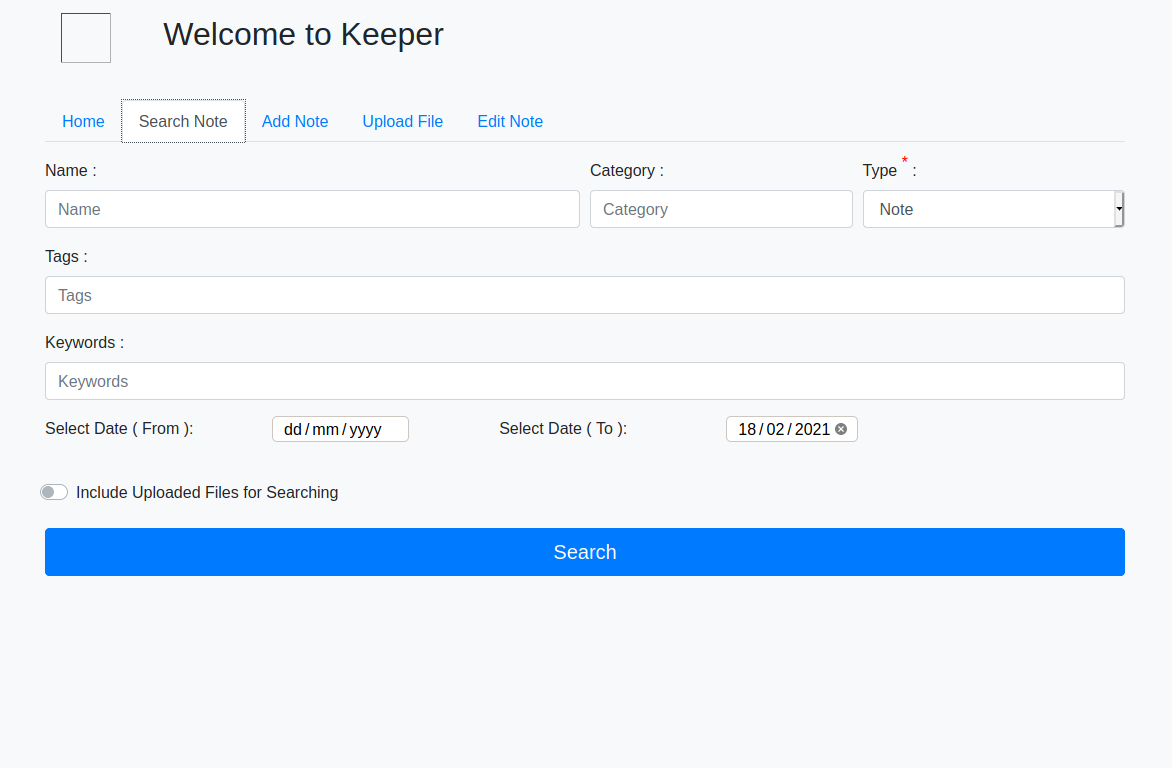 Welcome to Keeper
Home Search Note Add Note Upload File Edit Note
Name : Category : Type * :
Name Category Note
Tags :
Tags
Keywords :
Keywords
Select Date ( From ): dd/mm/yyyy Select Date ( To ): 18/02/2021
Include Uploaded Files for Searching
Search